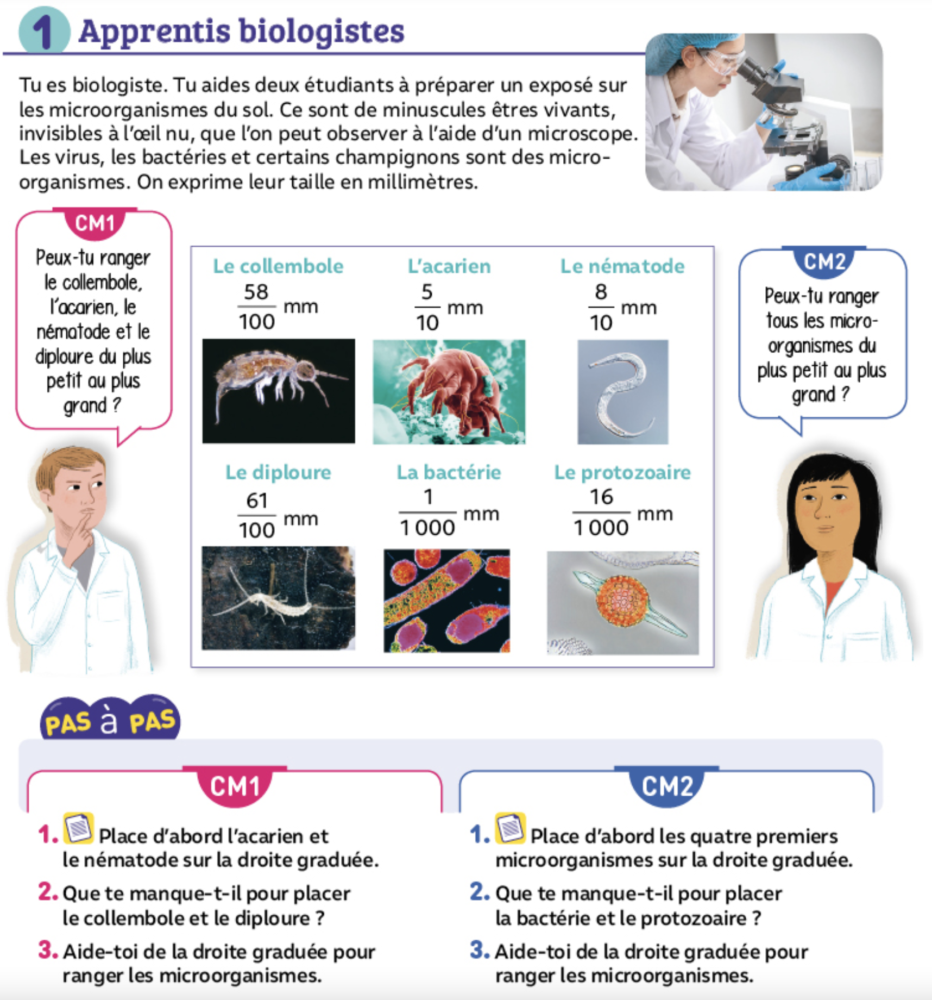 1 Apprentis biologistes
Tu es biologiste. Tu aides deux étudiants à préparer un exposé sur
les microorganismes du sol. Ce sont de minuscules êtres vivants,
invisibles à l'œil nu, que l'on peut observer à l'aide d'un microscope.
Les virus, les bactéries et certains champignons sont des micro-
organismes. On exprime leur taille en millimètres.
CM1
Peux-tu ranger
le collembole,
l'acarien, le
nématode et le
diploure du plus
petit au plus
grand ?
Le collembole
58/100 mm
L'acarien
5/10 mm
Le nématode
8/10 mm
Le diploure
61/100 mm
La bactérie
1/1 000 mm
Le protozoaire
16/1 000 mm
CM2
Peux-tu ranger
tous les micro-
organismes du
plus petit au plus
grand ?
PAS à PAS
CM1
1. Place d'abord l'acarien et
le nématode sur la droite graduée.
2. Que te manque-t-il pour placer
le collembole et le diploure ?
3. Aide-toi de la droite graduée pour
ranger les microorganismes.
CM2
1. Place d'abord les quatre premiers
microorganismes sur la droite graduée.
2. Que te manque-t-il pour placer
la bactérie et le protozoaire ?
3. Aide-toi de la droite graduée pour
ranger les microorganismes.